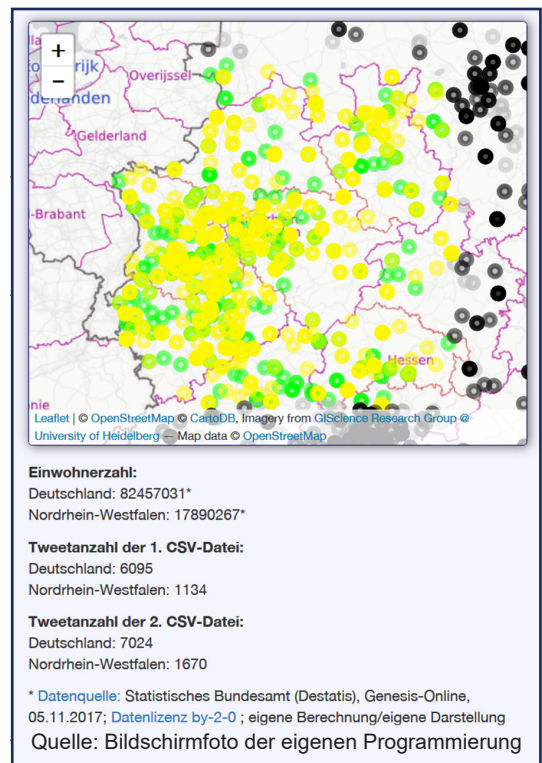 lla
+
o
rijk
Overijssel
−
derlanden
Gelderland
-Brabant
Hessen
nie
Leaflet | © OpenStreetMap © CartoDB, Imagery from GIScience Research Group @
University of Heidelberg — Map data © OpenStreetMap
Einwohnerzahl:
Deutschland: 82457031*
Nordrhein-Westfalen: 17890267*
Tweetanzahl der 1. CSV-Datei:
Deutschland: 6095
Nordrhein-Westfalen: 1134
Tweetanzahl der 2. CSV-Datei:
Deutschland: 7024
Nordrhein-Westfalen: 1670
* Datenquelle: Statistisches Bundesamt (Destatis), Genesis-Online,
05.11.2017; Datenlizenz by-2-0 ; eigene Berechnung/eigene Darstellung
Quelle: Bildschirmfoto der eigenen Programmierung